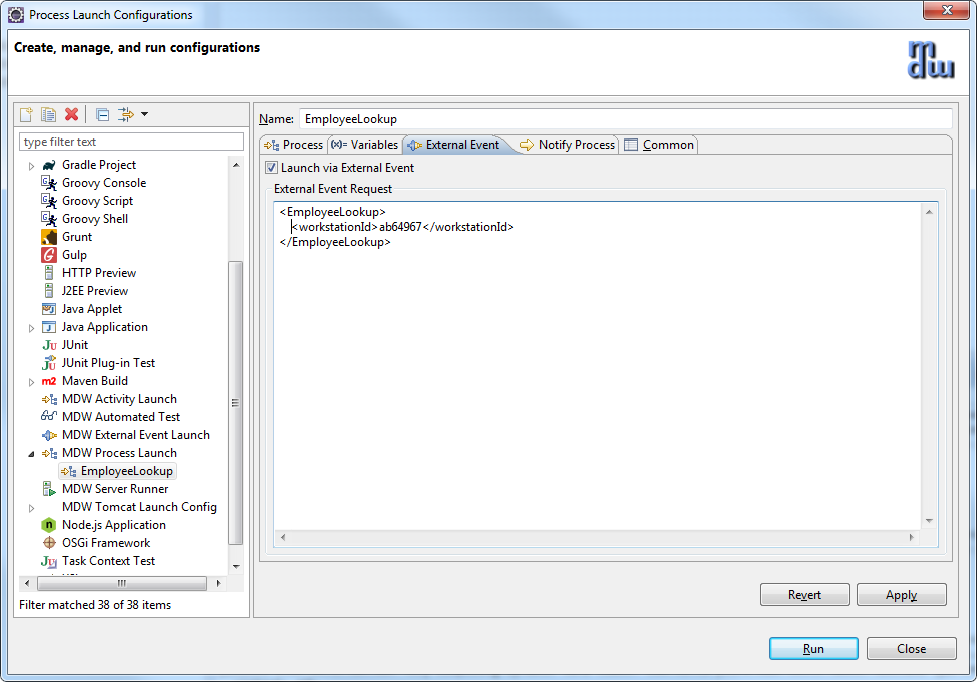 Process Launch Configurations
Create, manage, and run configurations
mdw
type filter text
Gradle Project
Groovy Console
Groovy Script
Groovy Shell
Grunt
Gulp
HTTP Preview
J2EE Preview
Java Applet
Java Application
JUnit
JUnit Plug-in Test
Maven Build
MDW Activity Launch
MDW Automated Test
MDW External Event Launch
MDW Process Launch
EmployeeLookup
MDW Server Runner
MDW Tomcat Launch Config
Node.js Application
OSGi Framework
Task Context Test
Filter matched 38 of 38 items
Name: EmployeeLookup
Process (x)= Variables External Event Notify Process Common
Launch via External Event
External Event Request
<EmployeeLookup>
<workstationId>ab64967</workstationId>
</EmployeeLookup>
Revert Apply
Run Close